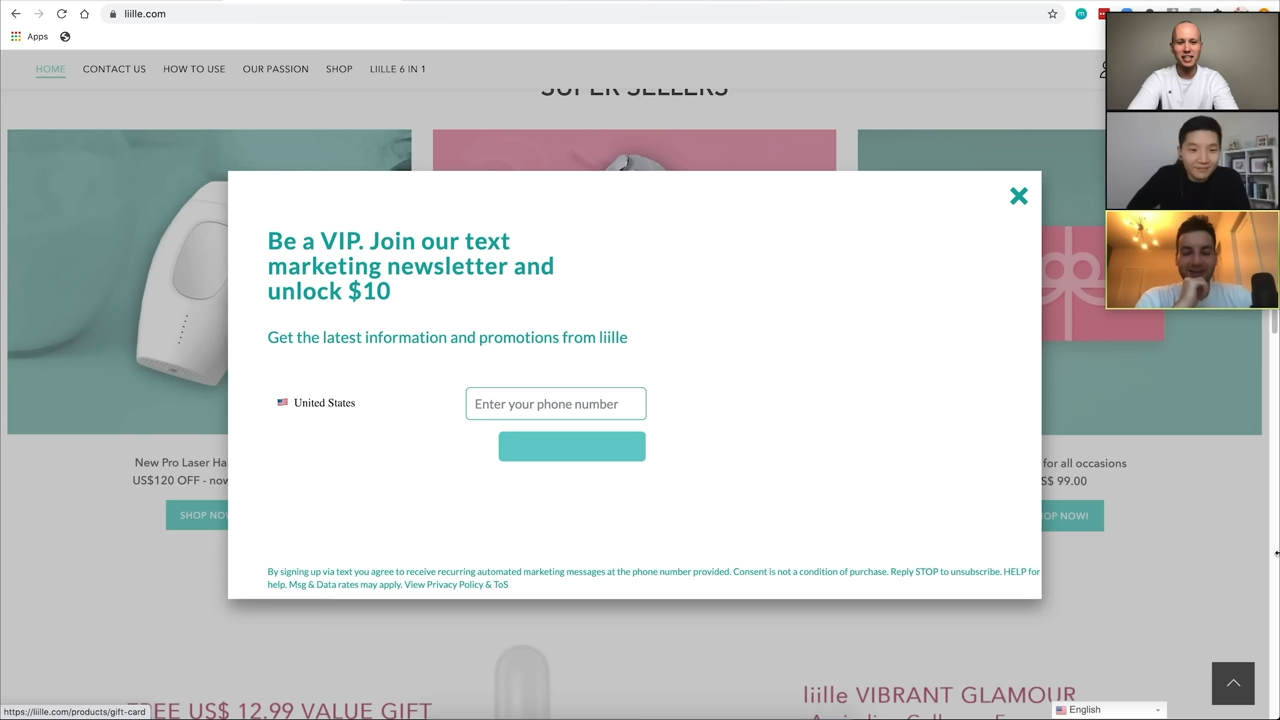 liille.com
Apps
HOME
CONTACT US
HOW TO USE
OUR PASSION
SHOP
LIILLE 6 IN 1
SUPER SELLERS
Be a VIP. Join our text
marketing newsletter and
unlock $10
Get the latest information and promotions from liille
United States
Enter your phone number
New Pro Laser Ha
for all occasions
US$120 OFF - now
S$ 99.00
SHOP NO
OP NOW!
By signing up via text you agree to receive recurring automated marketing messages at the phone number provided. Consent is not a condition of purchase. Reply STOP to unsubscribe. HELP for
help. Msg & Data rates may apply. View Privacy Policy & ToS
liille VIBRANT GLAMOUR
REE US$ 12.99 VALUE GIFT
https://liille.com/products/gift-card
English